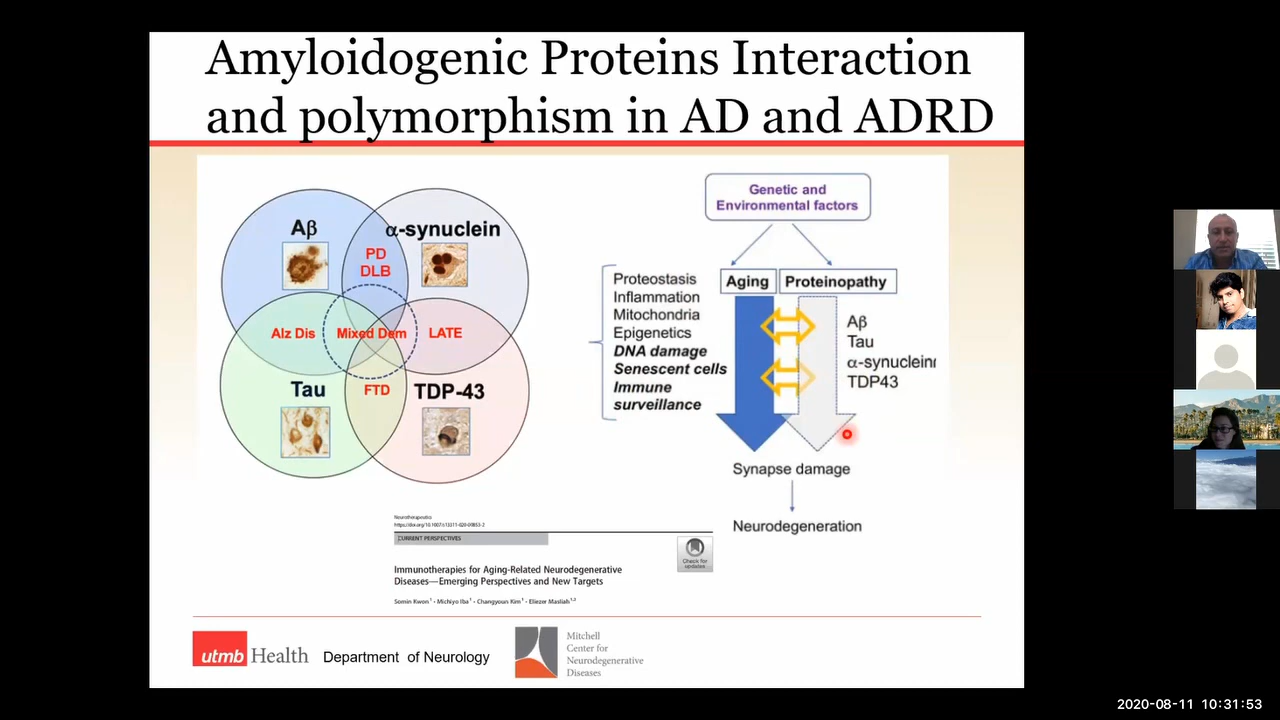 Amyloidogenic Proteins Interaction
and polymorphism in AD and ADRD
Aβ
α-synuclein
PD
DLB
Alz Dis
Mixed Dem
LATE
Tau
FTD
TDP-43
Genetic and
Environmental factors
Proteostasis
Inflammation
Mitochondria
Epigenetics
DNA damage
Senescent cells
Immune
surveillance
Aging
Proteinopathy
Aβ
Tau
α-synuclein
TDP43
Synapse damage
Neurodegeneration
Neurotherapeutics
https://doi.org/10.1007/s13311-020-00853-2
CURRENT PERSPECTIVES
Check for
updates
Immunotherapies for Aging-Related Neurodegenerative
Diseases—Emerging Perspectives and New Targets
Somin Kwon1 • Michiyo Iba1 • Changyoun Kim1 • Eliezer Masliah1,2
utmb Health
Department of Neurology
Mitchell
Center for
Neurodegenerative
Diseases
2020-08-11 10:31:53